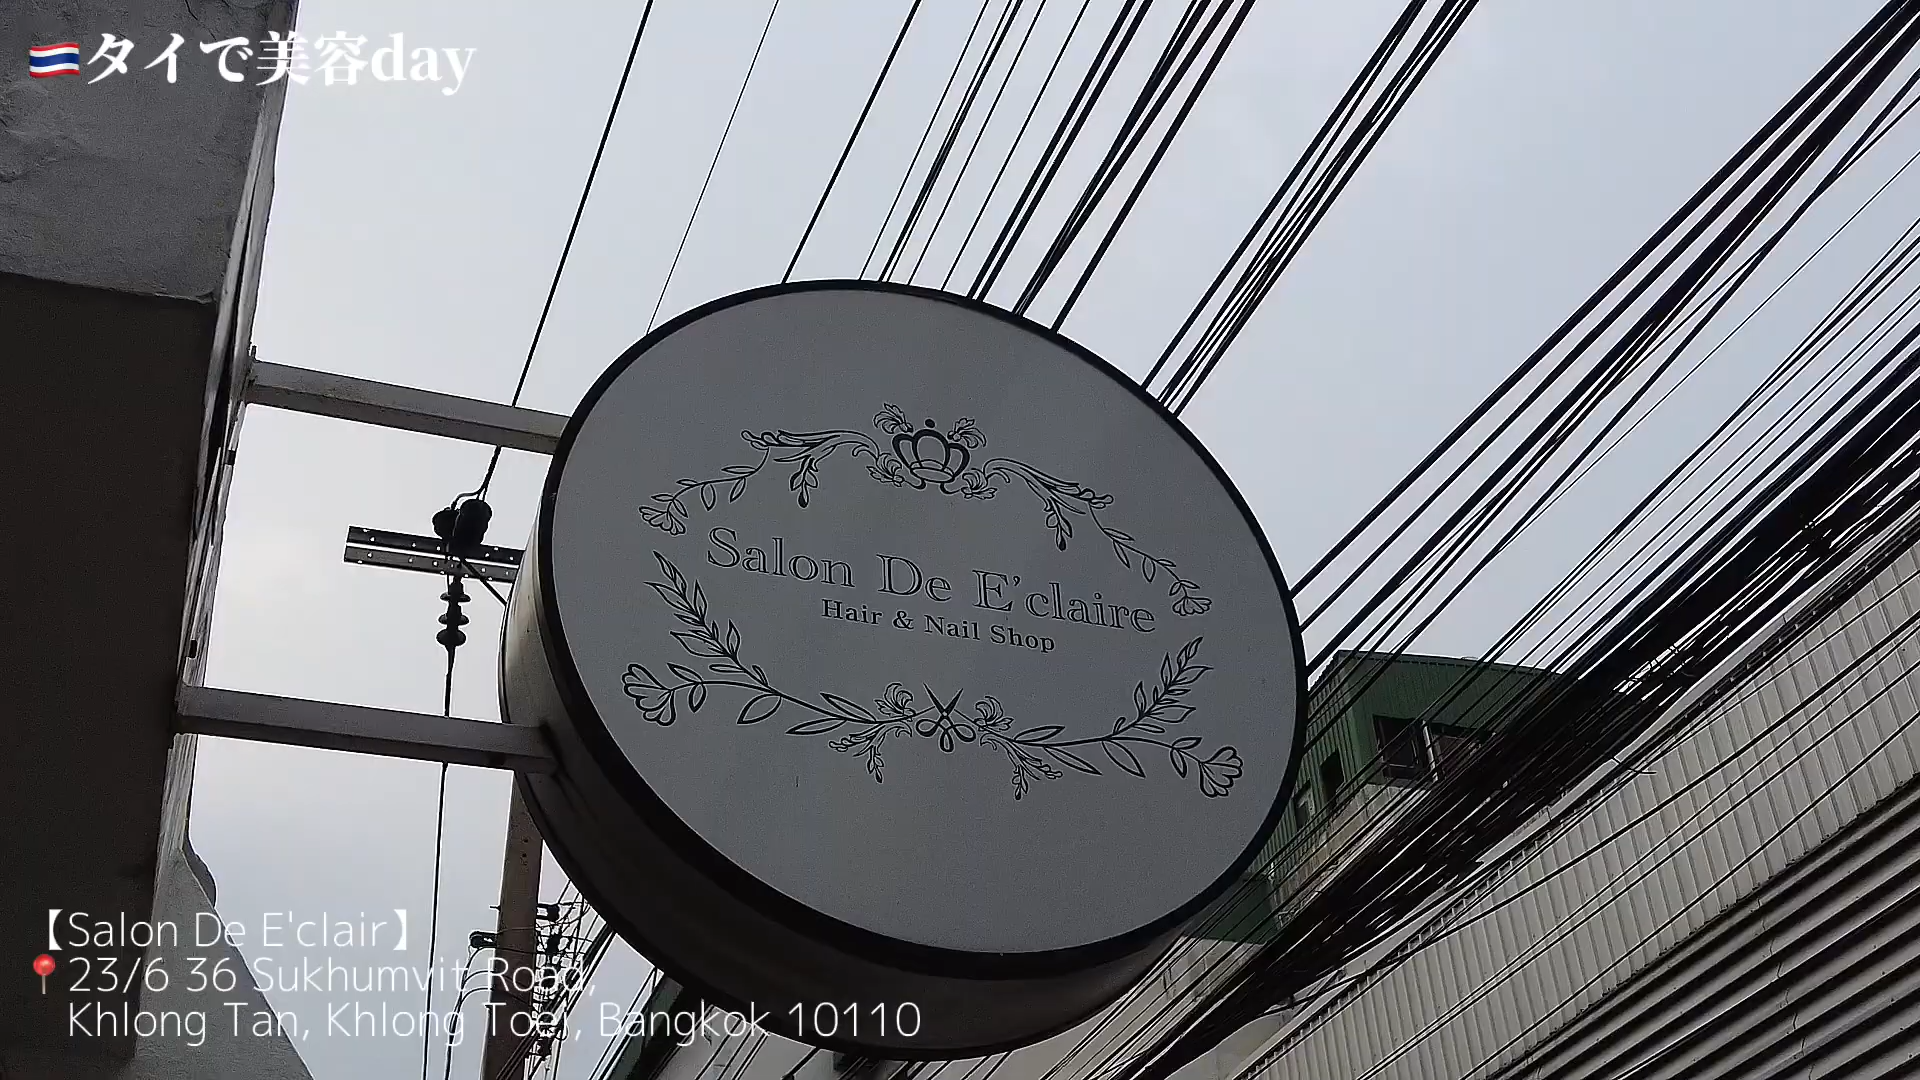 🇹🇭タイで美容day
Salon De E'claire
Hair & Nail Shop
【Salon De E'clair】
📍23/6 36 Sukhumvit Road,
Khlong Tan, Khlong Toei, Bangkok 10110